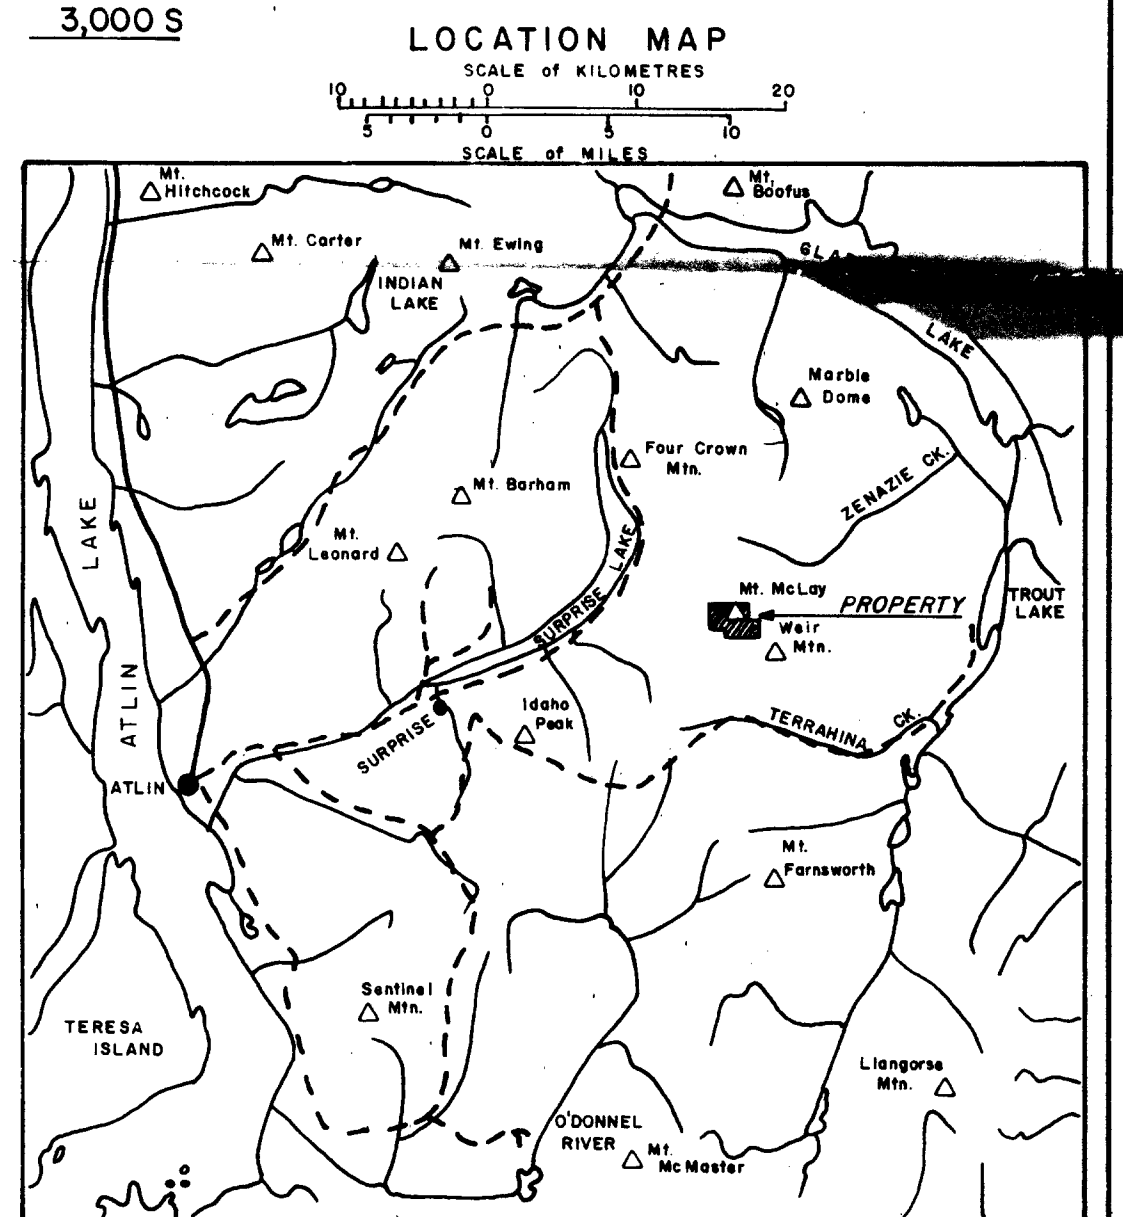 3,000 S
LOCATION MAP
SCALE of KILOMETRES
10 0 10 20
5 0 5 10
SCALE of MILES
Mt.
Hitchcock
Mt.
Boofus
Mt. Carter
Mt. Ewing
INDIAN
LAKE
LAKE
Marble
Dome
Four Crown
Mtn.
ZENAZIE CK.
Mt. Barham
LAKE
Mt.
Leonard
LAKE
Mt. McLay
PROPERTY
TROUT
LAKE
SURPRISE
Weir
Mtn.
ATLIN
Idaho
Peak
SURPRISE
TERRAHINA CK.
ATLIN
Mt.
Farnsworth
Sentinel
Mtn.
TERESA
ISLAND
Llangorse
Mtn.
O'DONNEL
RIVER
Mt.
McMaster